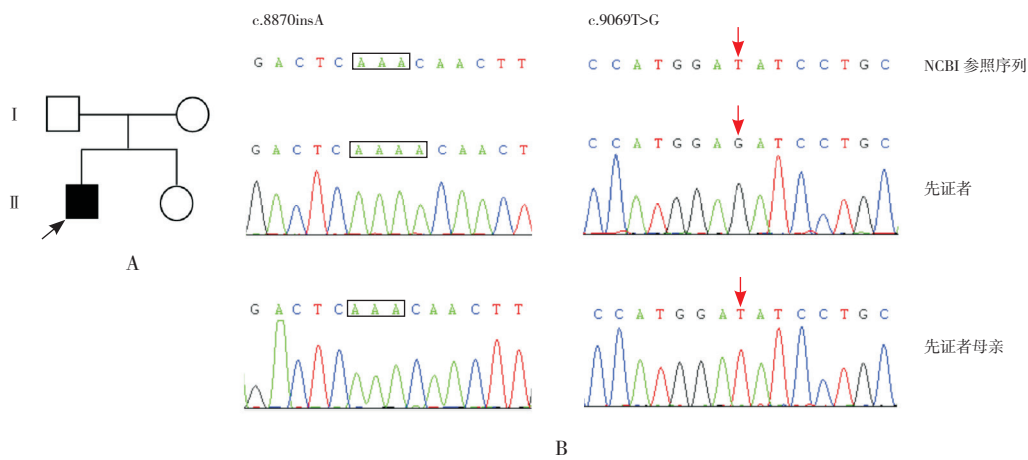 c.8870insA
c.9069T>G
G A C T C A A A C A A C T T
C C A T G G A T A T C C T G C
NCBI 参照序列
I
G A C T C A A A A C A A C T
C C A T G G A G A T C C T G C
先证者
II
A
G A C T C A A A C A A C T T
C C A T G G A T A T C C T G C
先证者母亲
B